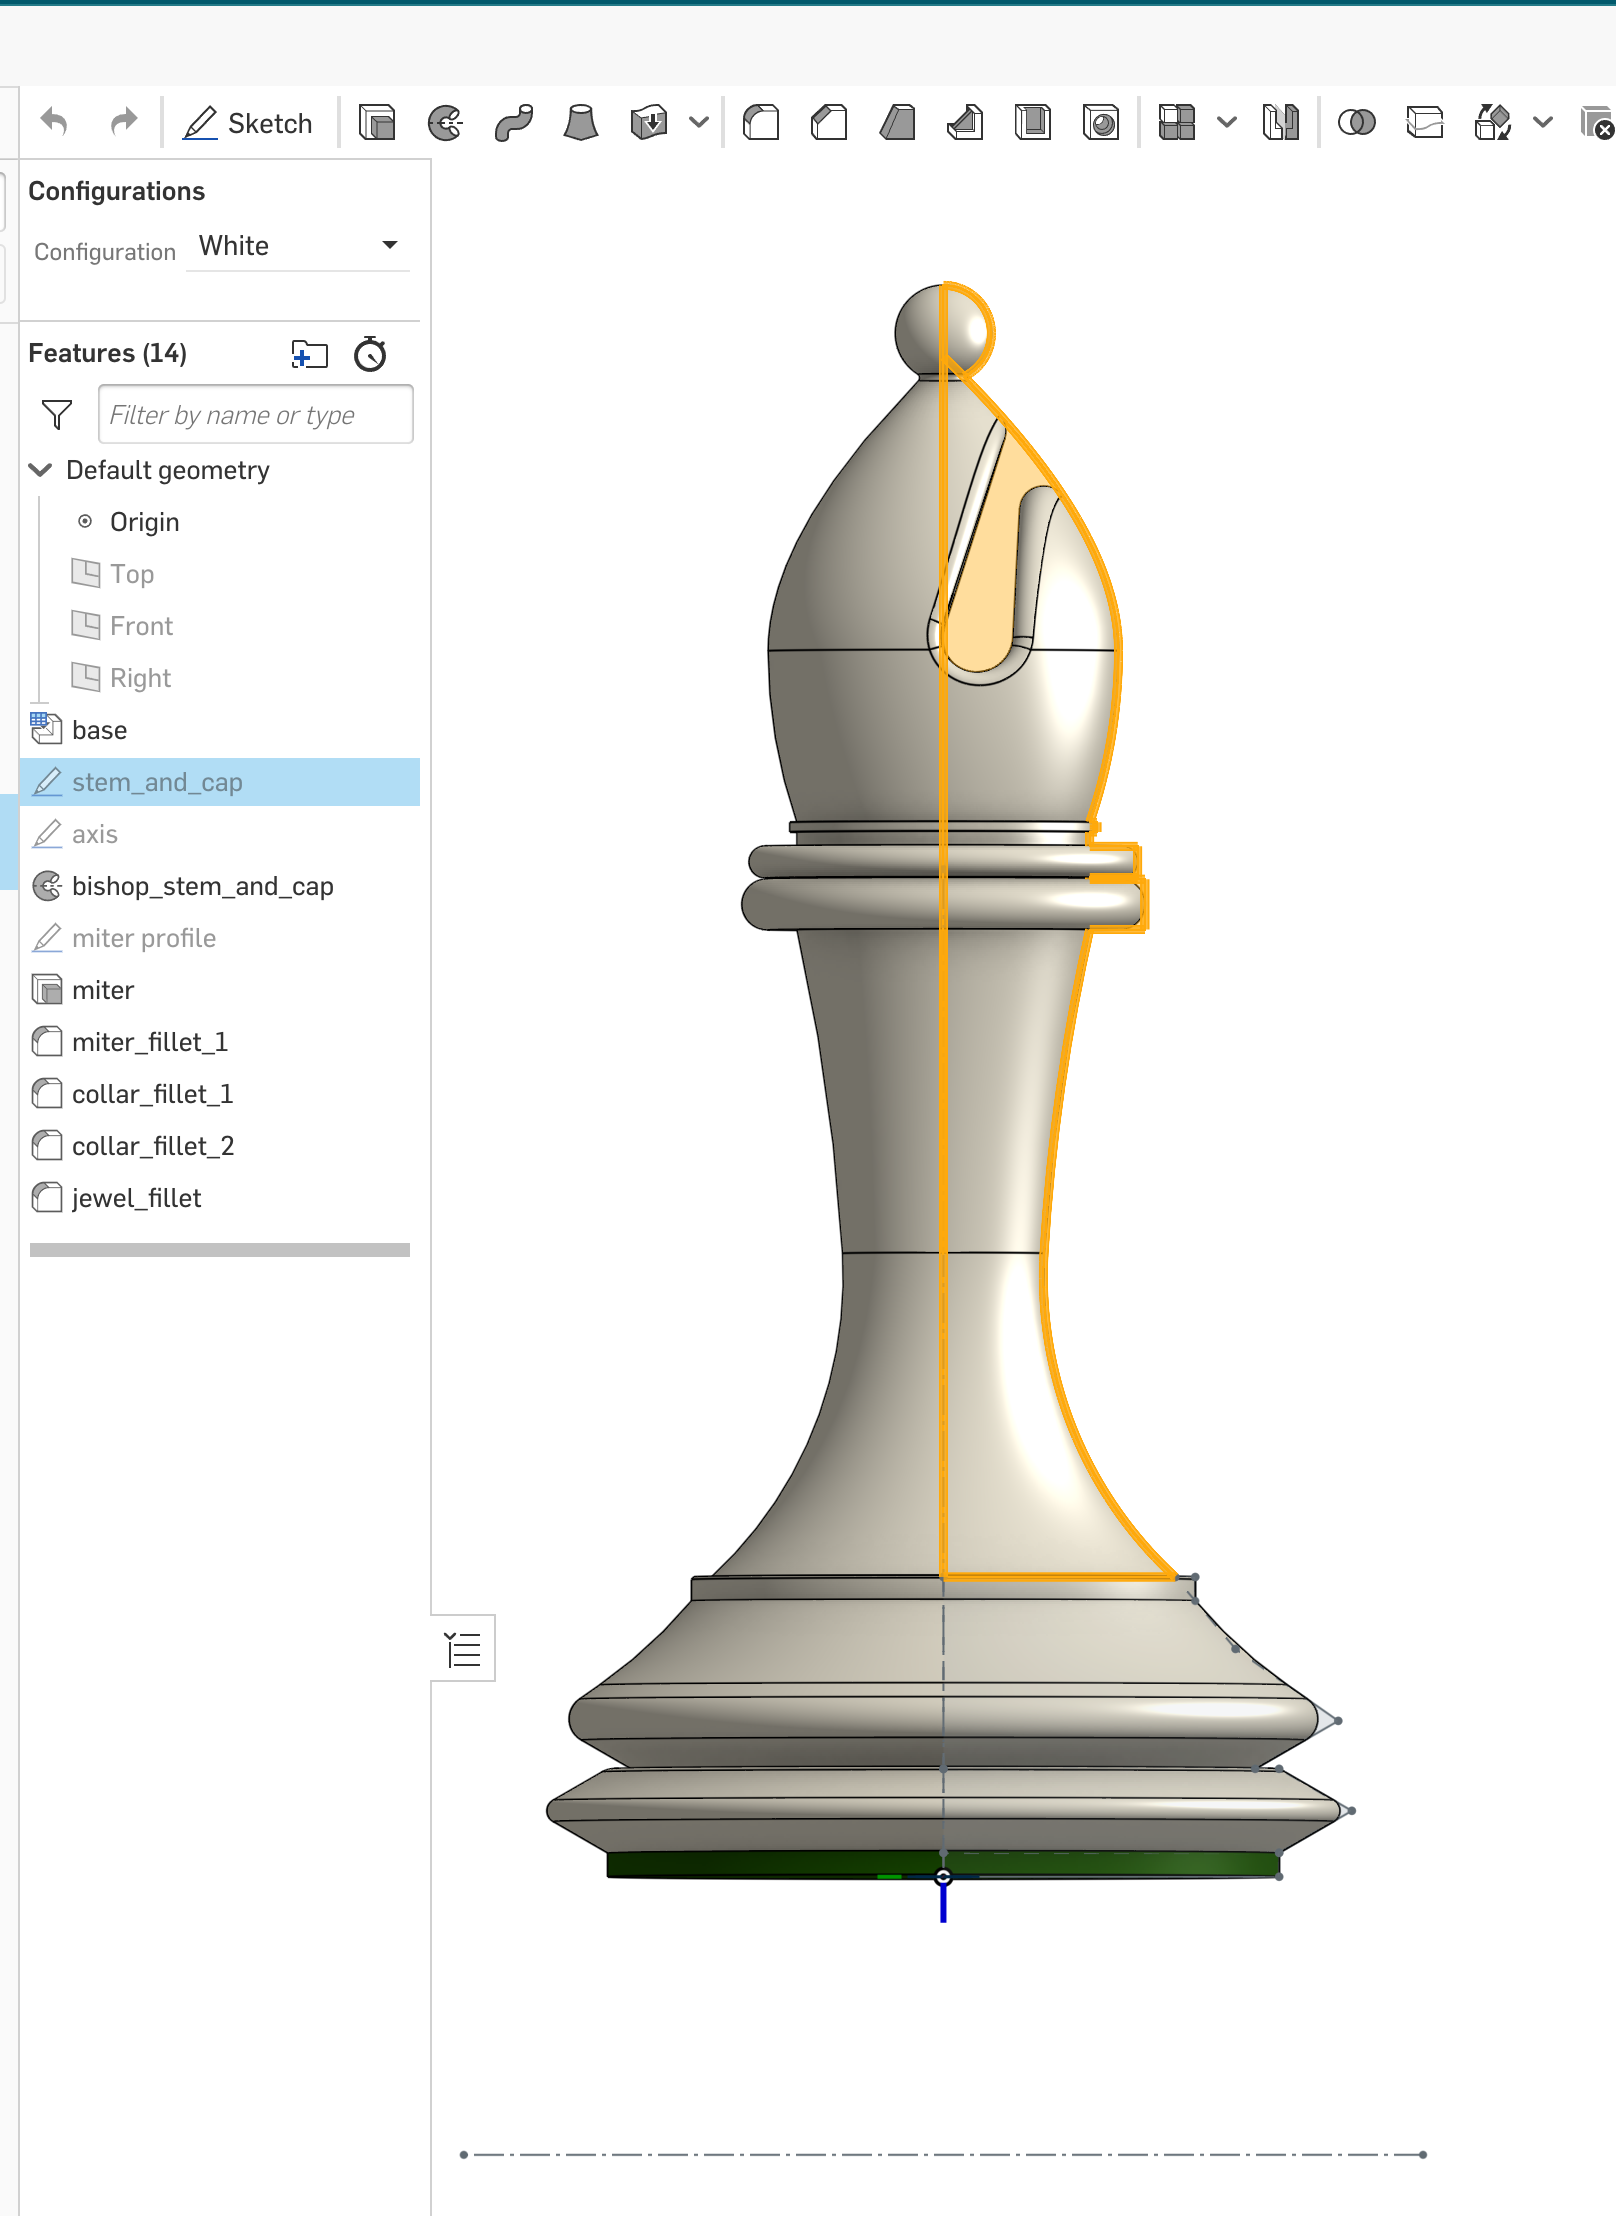 Sketch
Configurations
Configuration White
Features (14)
Filter by name or type
Default geometry
Origin
Top
Front
Right
base
stem_and_cap
axis
bishop_stem_and_cap
miter profile
miter
miter_fillet_1
collar_fillet_1
collar_fillet_2
jewel_fillet